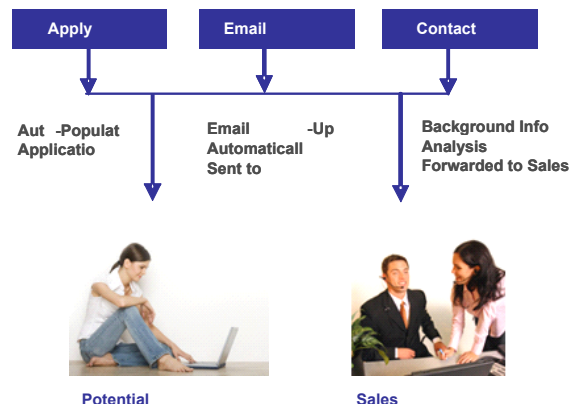 Apply
Email
Contact
Aut -Populat
Applicatio
Email -Up
Automaticall
Sent to
Background Info
Analysis
Forwarded to Sales
Potential
Sales